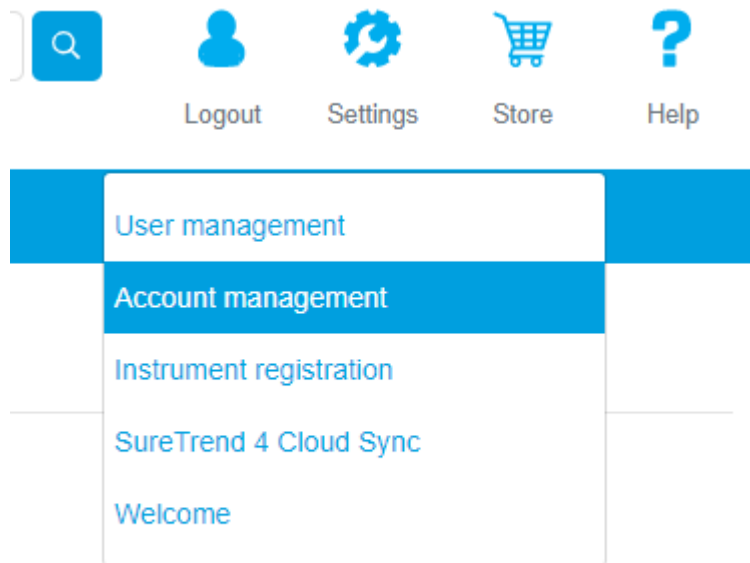 Logout Settings Store Help
User management
Account management
Instrument registration
SureTrend 4 Cloud Sync
Welcome